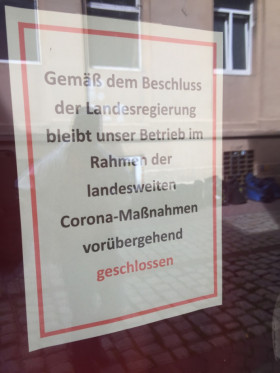 Gemäß dem Beschluss
der Landesregierung
bleibt unser Betrieb im
Rahmen der
landesweiten
Corona-Maßnahmen
vorübergehend
geschlossen